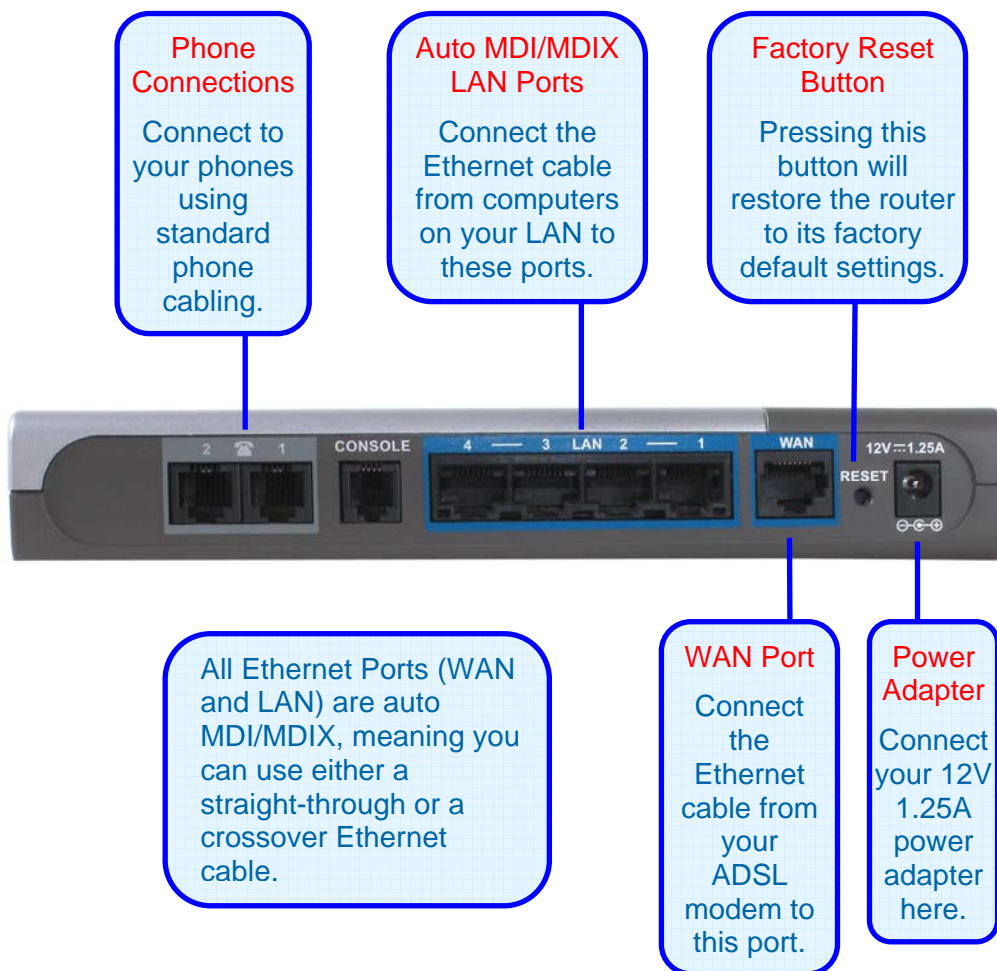 Phone
Connections
Connect to
your phones
using
standard
phone
cabling.
Auto MDI/MDIX
LAN Ports
Connect the
Ethernet cable
from computers
on your LAN to
these ports.
Factory Reset
Button
Pressing this
button will
restore the router
to its factory
default settings.
2 1
CONSOLE
4 3 LAN 2 1
WAN
12V 1.25A
RESET
All Ethernet Ports (WAN
and LAN) are auto
MDI/MDIX, meaning you
can use either a
straight-through or a
crossover Ethernet
cable.
WAN Port
Connect
the
Ethernet
cable from
your
ADSL
modem to
this port.
Power
Adapter
Connect
your 12V
1.25A
power
adapter
here.